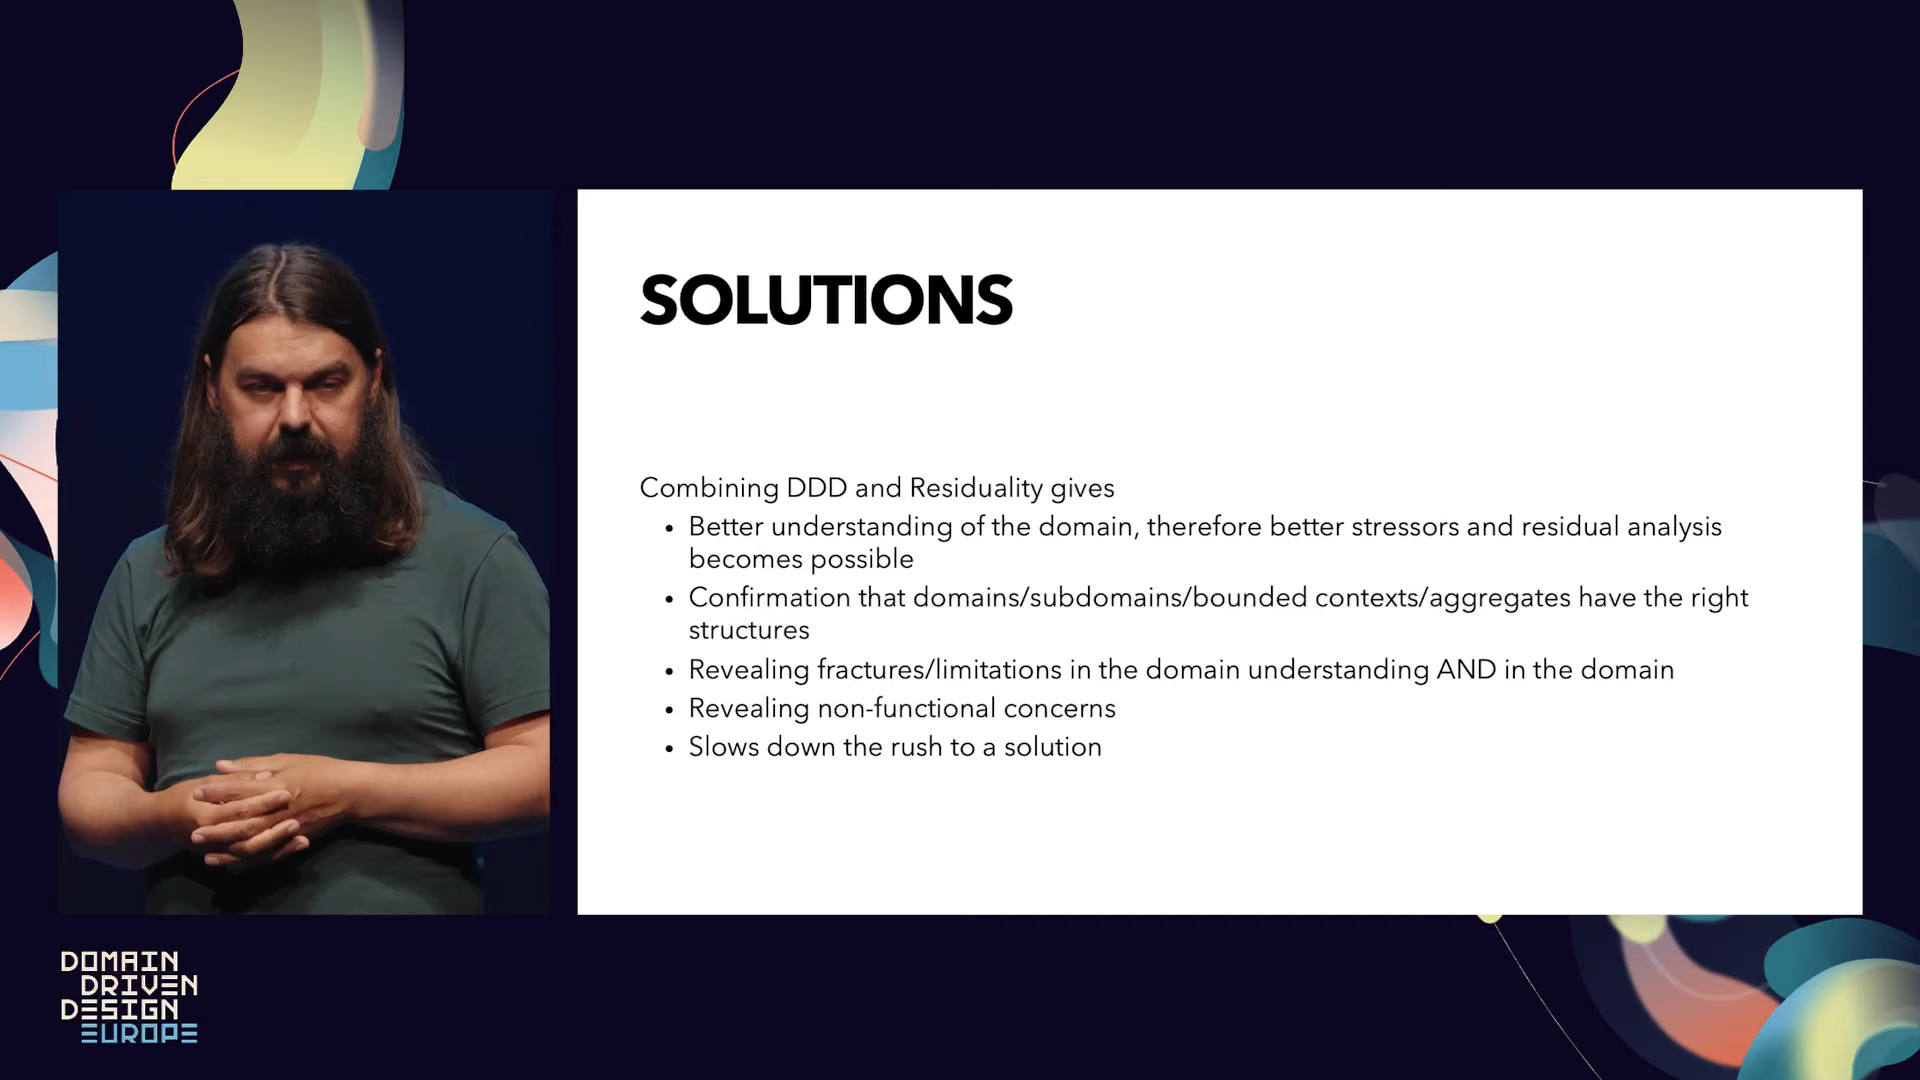 SOLUTIONS
Combining DDD and Residuality gives
• Better understanding of the domain, therefore better stressors and residual analysis
becomes possible
• Confirmation that domains/subdomains/bounded contexts/aggregates have the right
structures
• Revealing fractures/limitations in the domain understanding AND in the domain
• Revealing non-functional concerns
• Slows down the rush to a solution
DOMAIN
DRIVEN
DESIGN
EUROPE